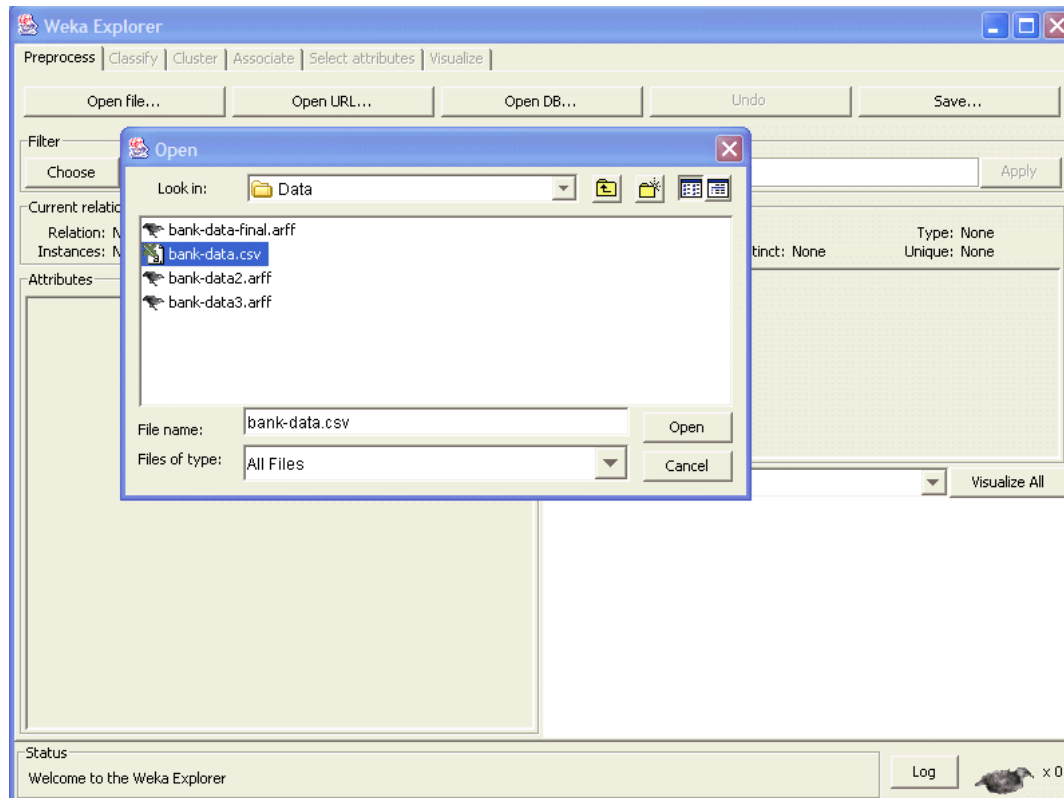 Weka Explorer
Preprocess Classify Cluster Associate Select attributes Visualize
Open file... Open URL... Open DB... Undo Save...
Filter
Choose Apply
Open
Look in: Data
bank-data-final.arff
bank-data.csv
bank-data2.arff
bank-data3.arff
File name: bank-data.csv
Open
Files of type: All Files
Cancel
Current relatio
Relation: N
Instances: N
Type: None
tinct: None Unique: None
Attributes
Visualize All
Status
Welcome to the Weka Explorer
Log x 0